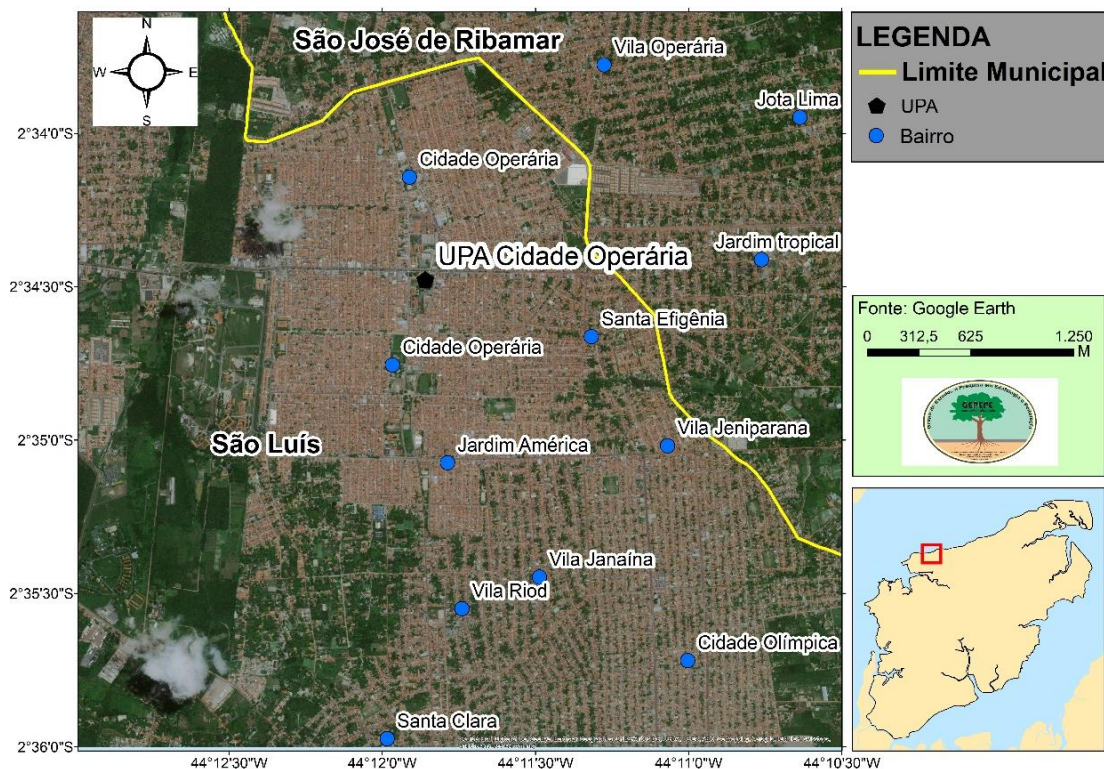 N
W E
S
São José de Ribamar
Vila Operária
Jota Lima
Cidade Operária
Jardim tropical
UPA Cidade Operária
Santa Efigênia
Cidade Operária
Vila Jeniparana
São Luís
Jardim América
Vila Janaína
Vila Riod
Cidade Olímpica
Santa Clara
2°34'0"S
2°34'30"S
2°35'0"S
2°35'30"S
2°36'0"S
44°12'30"W
44°12'0"W
44°11'30"W
44°11'0"W
44°10'30"W
LEGENDA
Limite Municipal
UPA
Bairro
Fonte: Google Earth
0 312,5 625 1.250
M